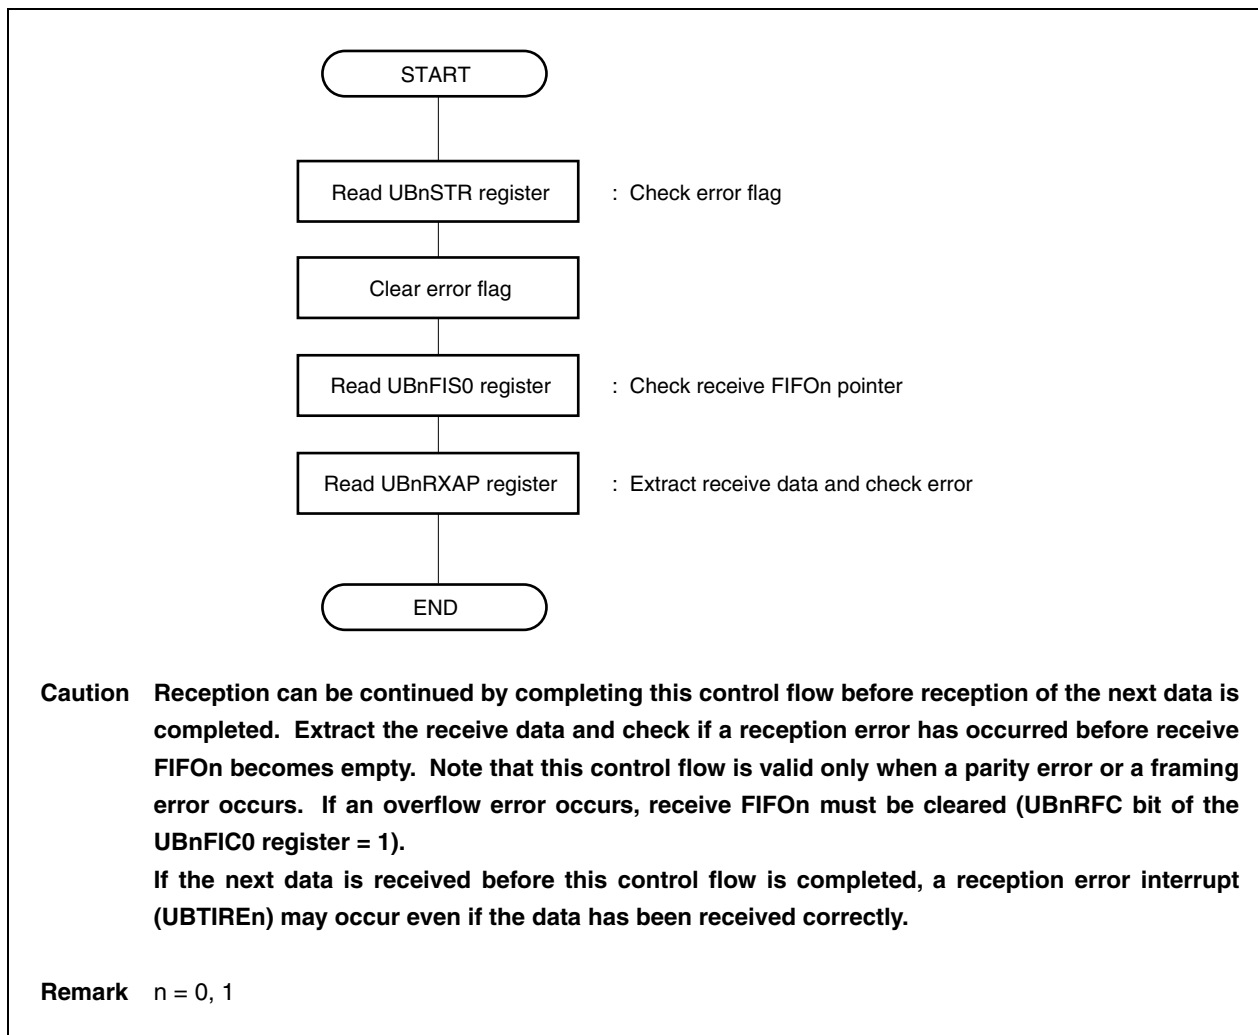 START
Read UBnSTR register : Check error flag
Clear error flag
Read UBnFIS0 register : Check receive FIFOn pointer
Read UBnRXAP register : Extract receive data and check error
END
Caution Reception can be continued by completing this control flow before reception of the next data is
completed. Extract the receive data and check if a reception error has occurred before receive
FIFOn becomes empty. Note that this control flow is valid only when a parity error or a framing
error occurs. If an overflow error occurs, receive FIFOn must be cleared (UBnRFC bit of the
UBnFIC0 register = 1).
If the next data is received before this control flow is completed, a reception error interrupt
(UBTIREn) may occur even if the data has been received correctly.
Remark n = 0, 1